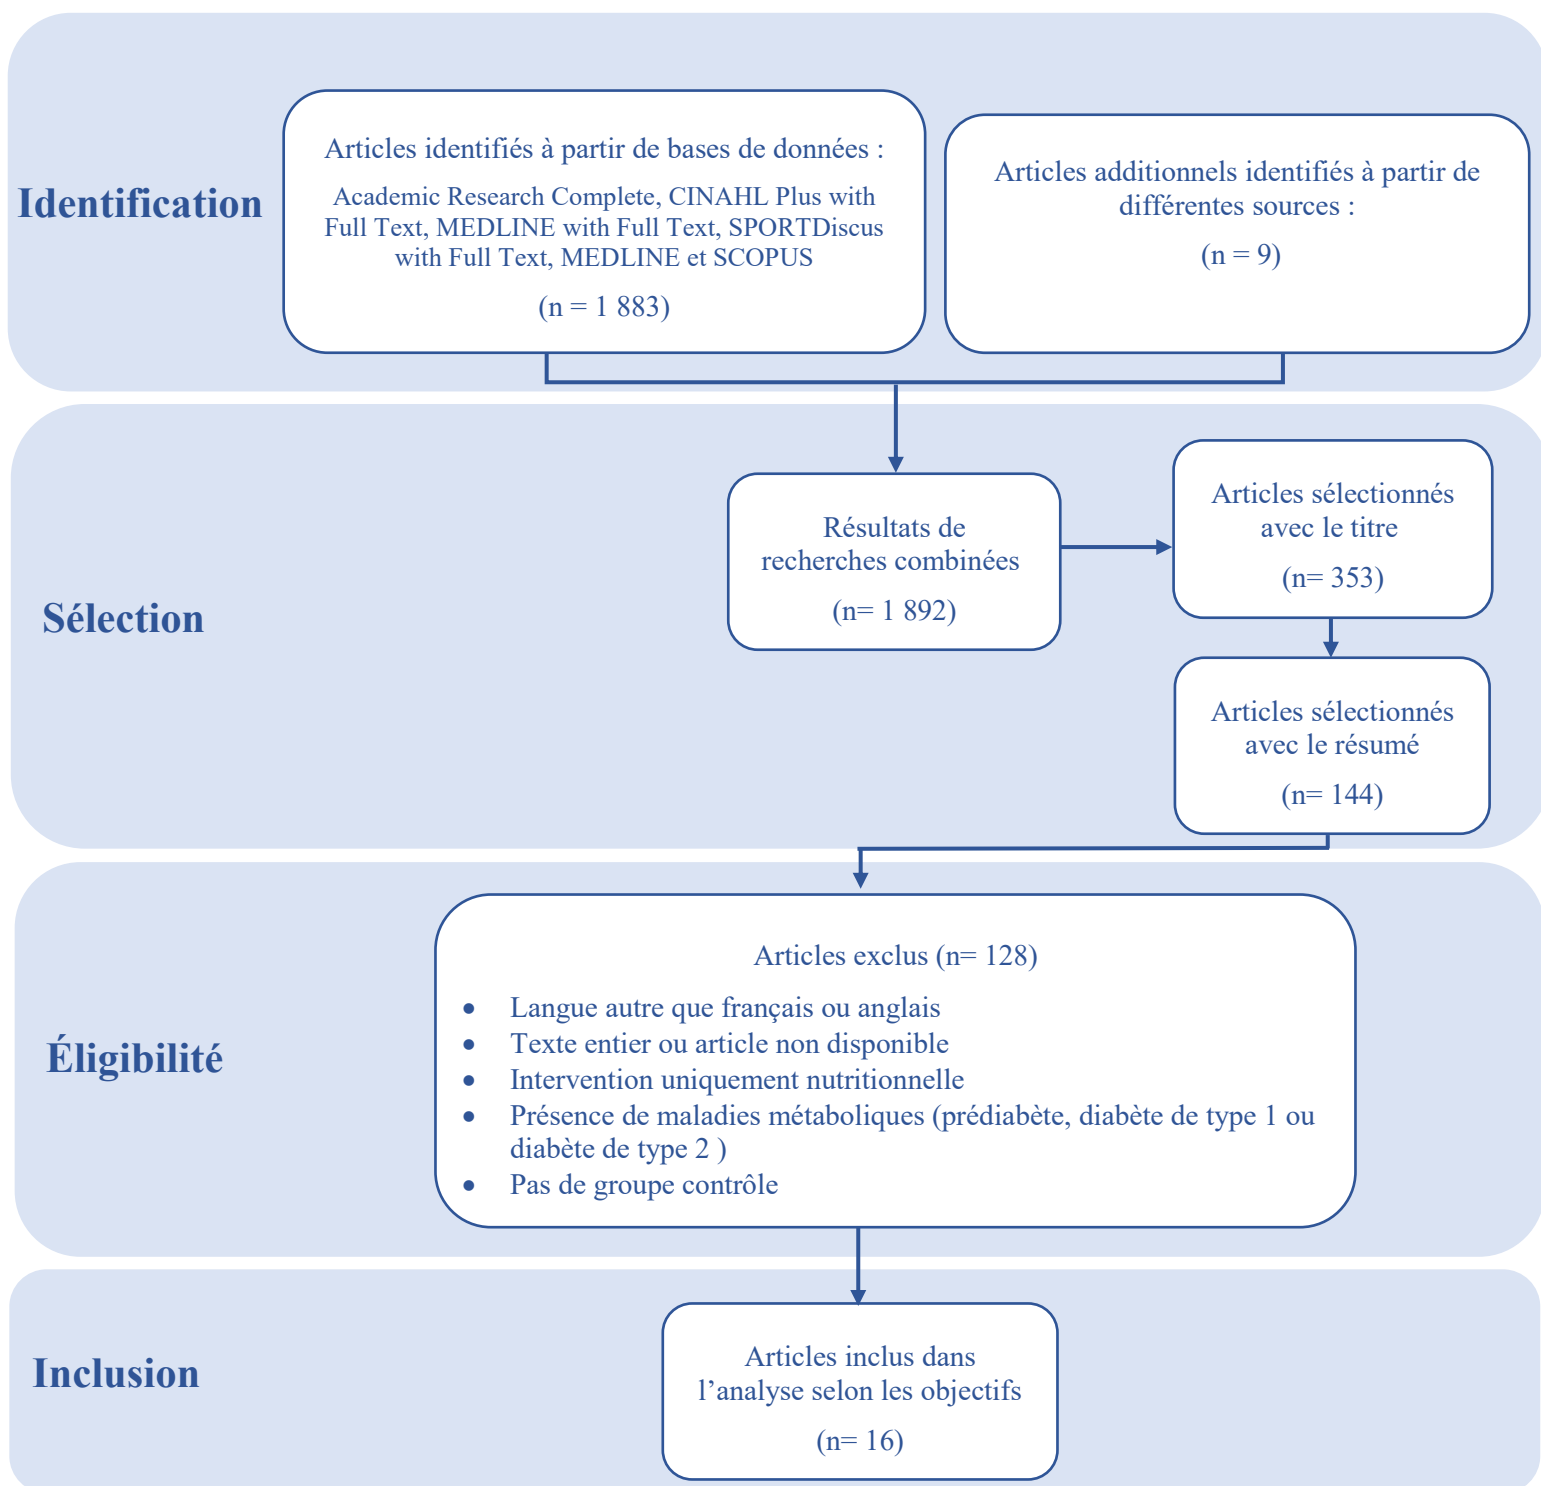 Identification
Articles identifiés à partir de bases de données :
Academic Research Complete, CINAHL Plus with
Full Text, MEDLINE with Full Text, SPORTDiscus
with Full Text, MEDLINE et SCOPUS
(n = 1 883)
Articles additionnels identifiés à partir de
différentes sources :
(n = 9)
Sélection
Résultats de
recherches combinées
(n= 1 892)
Articles sélectionnés
avec le titre
(n= 353)
Articles sélectionnés
avec le résumé
(n= 144)
Éligibilité
Articles exclus (n= 128)
• Langue autre que français ou anglais
• Texte entier ou article non disponible
• Intervention uniquement nutritionnelle
• Présence de maladies métaboliques (prédiabète, diabète de type 1 ou
diabète de type 2 )
• Pas de groupe contrôle
Inclusion
Articles inclus dans
l’analyse selon les objectifs
(n= 16)